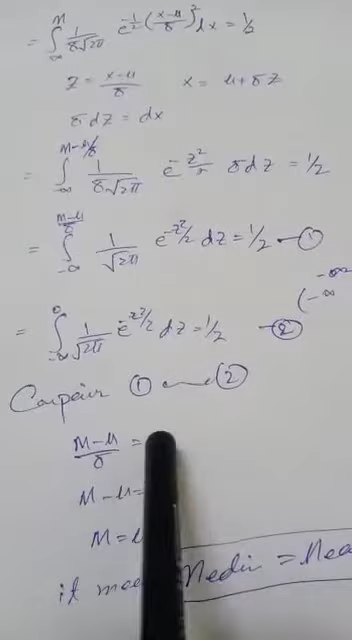 = ∫_{-∞}^{M} 1/(σ√2π) e^{-1/2 (x-μ/σ)^2} dx = 1/2
z = (x-μ)/σ x = μ + σz
σ dz = dx
= ∫_{-∞}^{M-μ/σ} 1/(σ√2π) e^{-z²/2} σ dz = 1/2
= ∫_{-∞}^{(M-μ)/σ} 1/√2π e^{-z²/2} dz = 1/2 — ①
(-∞
= ∫_{-∞}^{0} 1/√2π e^{-z²/2} dz = 1/2 — ②
① and ②
(M-μ)/σ =
M-μ=
M=
it Medin = Mea